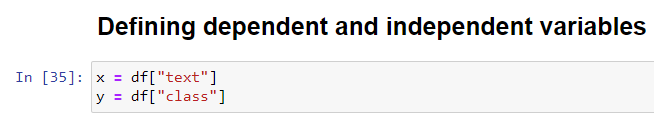 Defining dependent and independent variables
In [35]: x = df["text"]
y = df["class"]